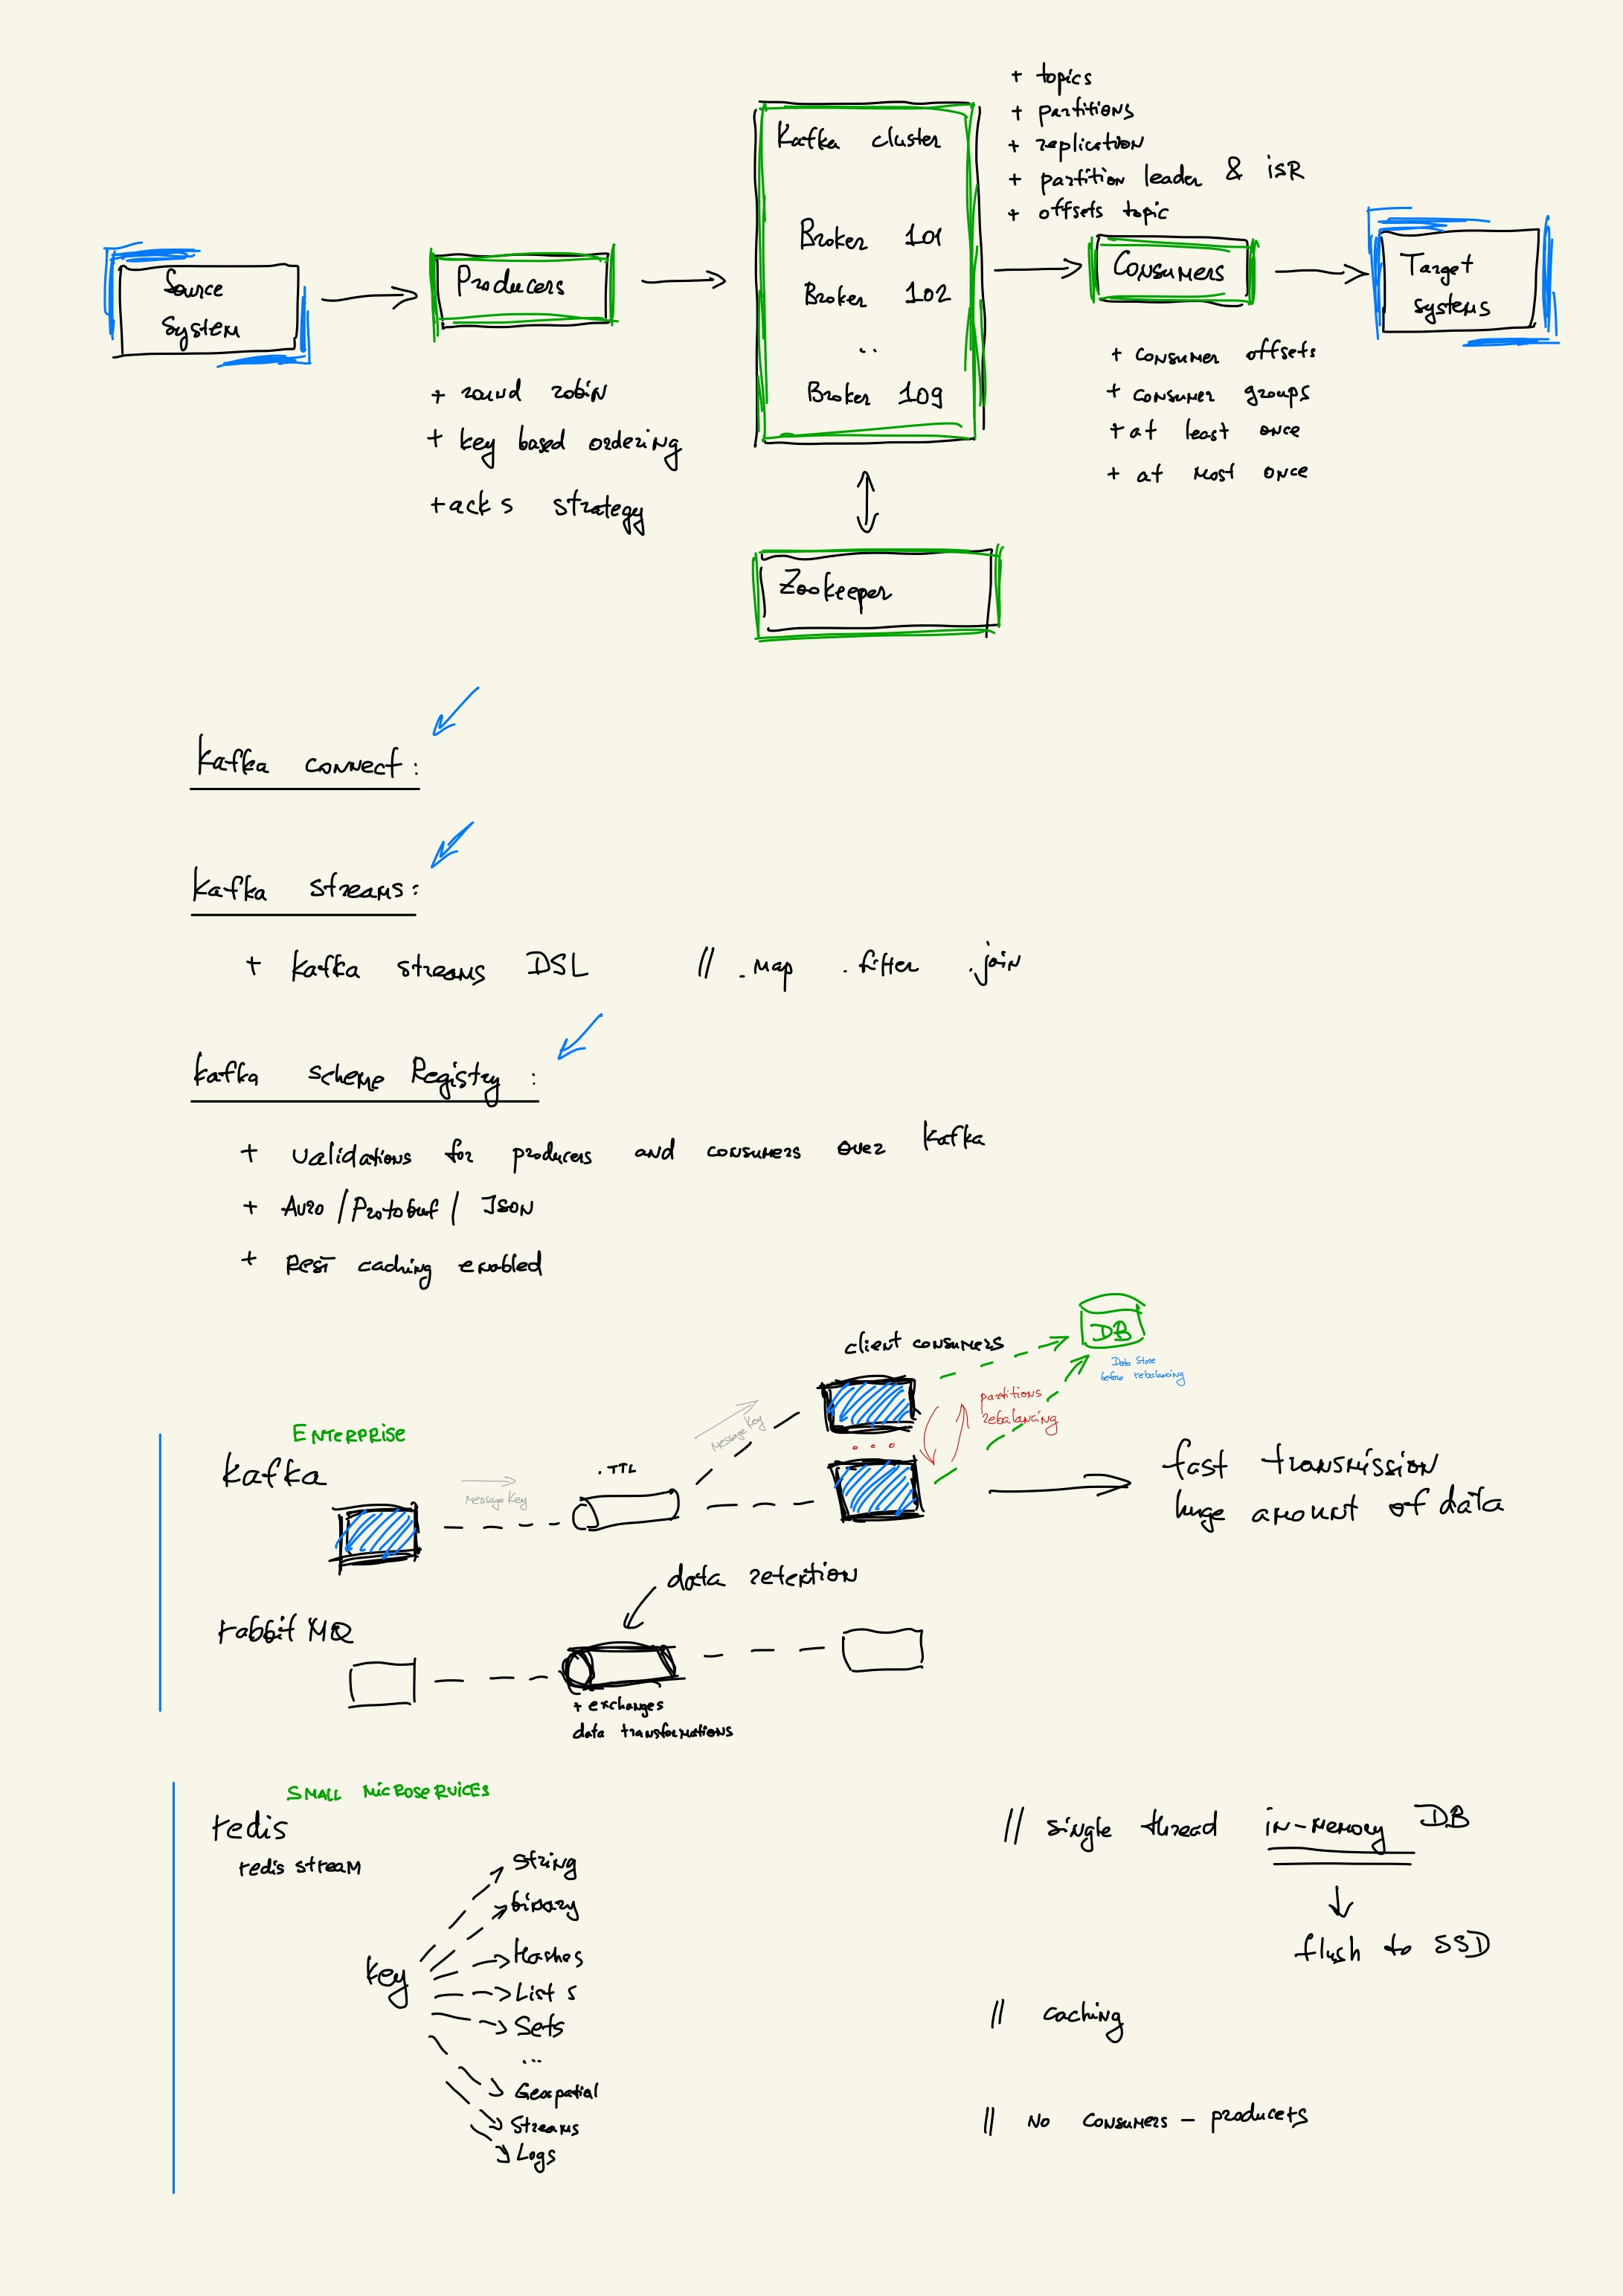 + topics
+ partitions
+ replication
+ partition leader & isR
+ offsets topic
Kafka cluster
Broker 101
Broker 102
..
Broker 109
Source
System
Producers
Consumers
Target
systems
+ round robin
+ key based ordering
+ acks strategy
+ consumer offsets
+ consumer groups
+ at least once
+ at most once
Zookeeper
Kafka connect :
Kafka streams :
+ Kafka streams DSL // .map .filter .join
Kafka scheme Registry :
+ validations for producers and consumers over Kafka
+ Avro / Protobuf / Json
+ Rest caching enabled
client consumers
DB
Data store
before rebalancing
partitions
rebalancing
Message Key
...
ENTERPRISE
Kafka
Message Key
. TTL
fast transmission
huge amount of data
data retention
rabbit MQ
+ exchanges
data transformations
SMALL MICROSERVICES
redis
redis stream
Key
String
binary
Hashes
Lists
Sets
...
Geospatial
Streams
Logs
// single thread in-memory DB
flush to SSD
// caching
// No consumers - producers